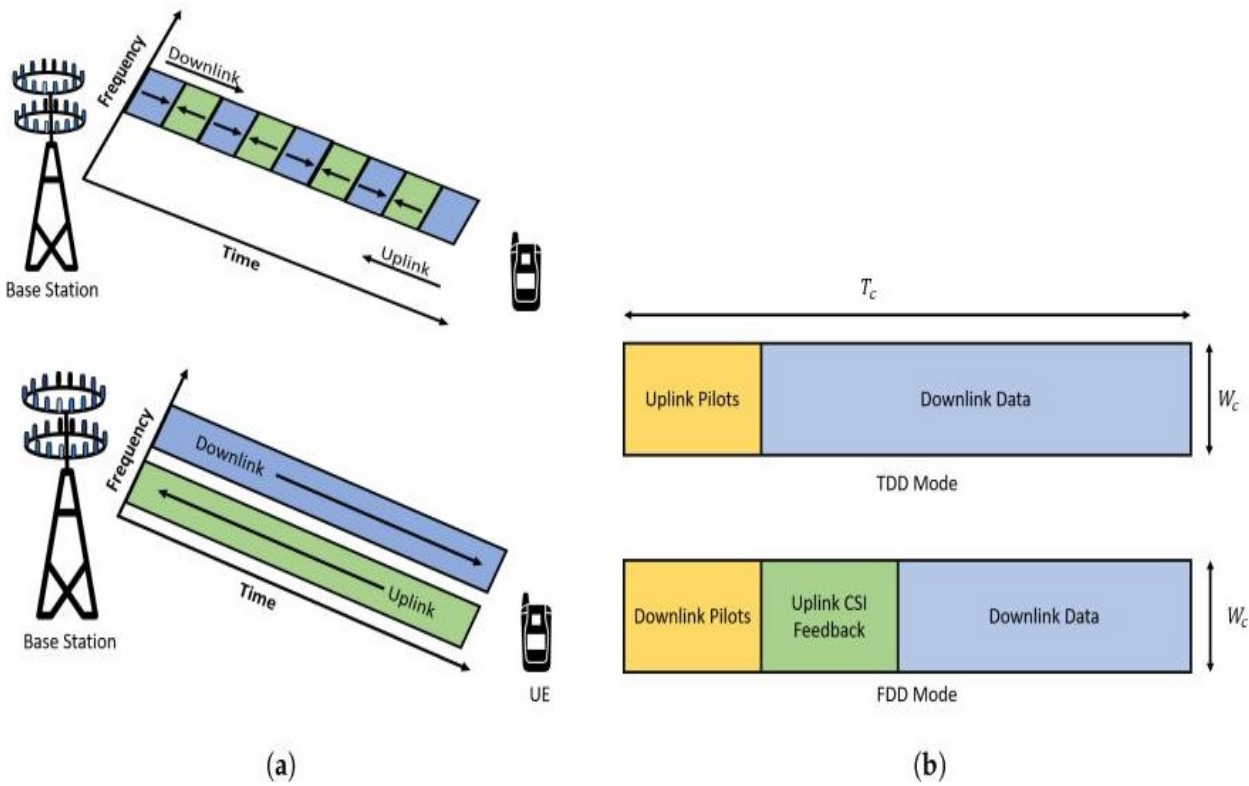 Frequency
Downlink
Time
Uplink
Base Station
Frequency
Downlink
Uplink
Time
Base Station
UE
(a)
T_c
Uplink Pilots
Downlink Data
W_c
TDD Mode
Downlink Pilots
Uplink CSI
Feedback
Downlink Data
W_c
FDD Mode
(b)